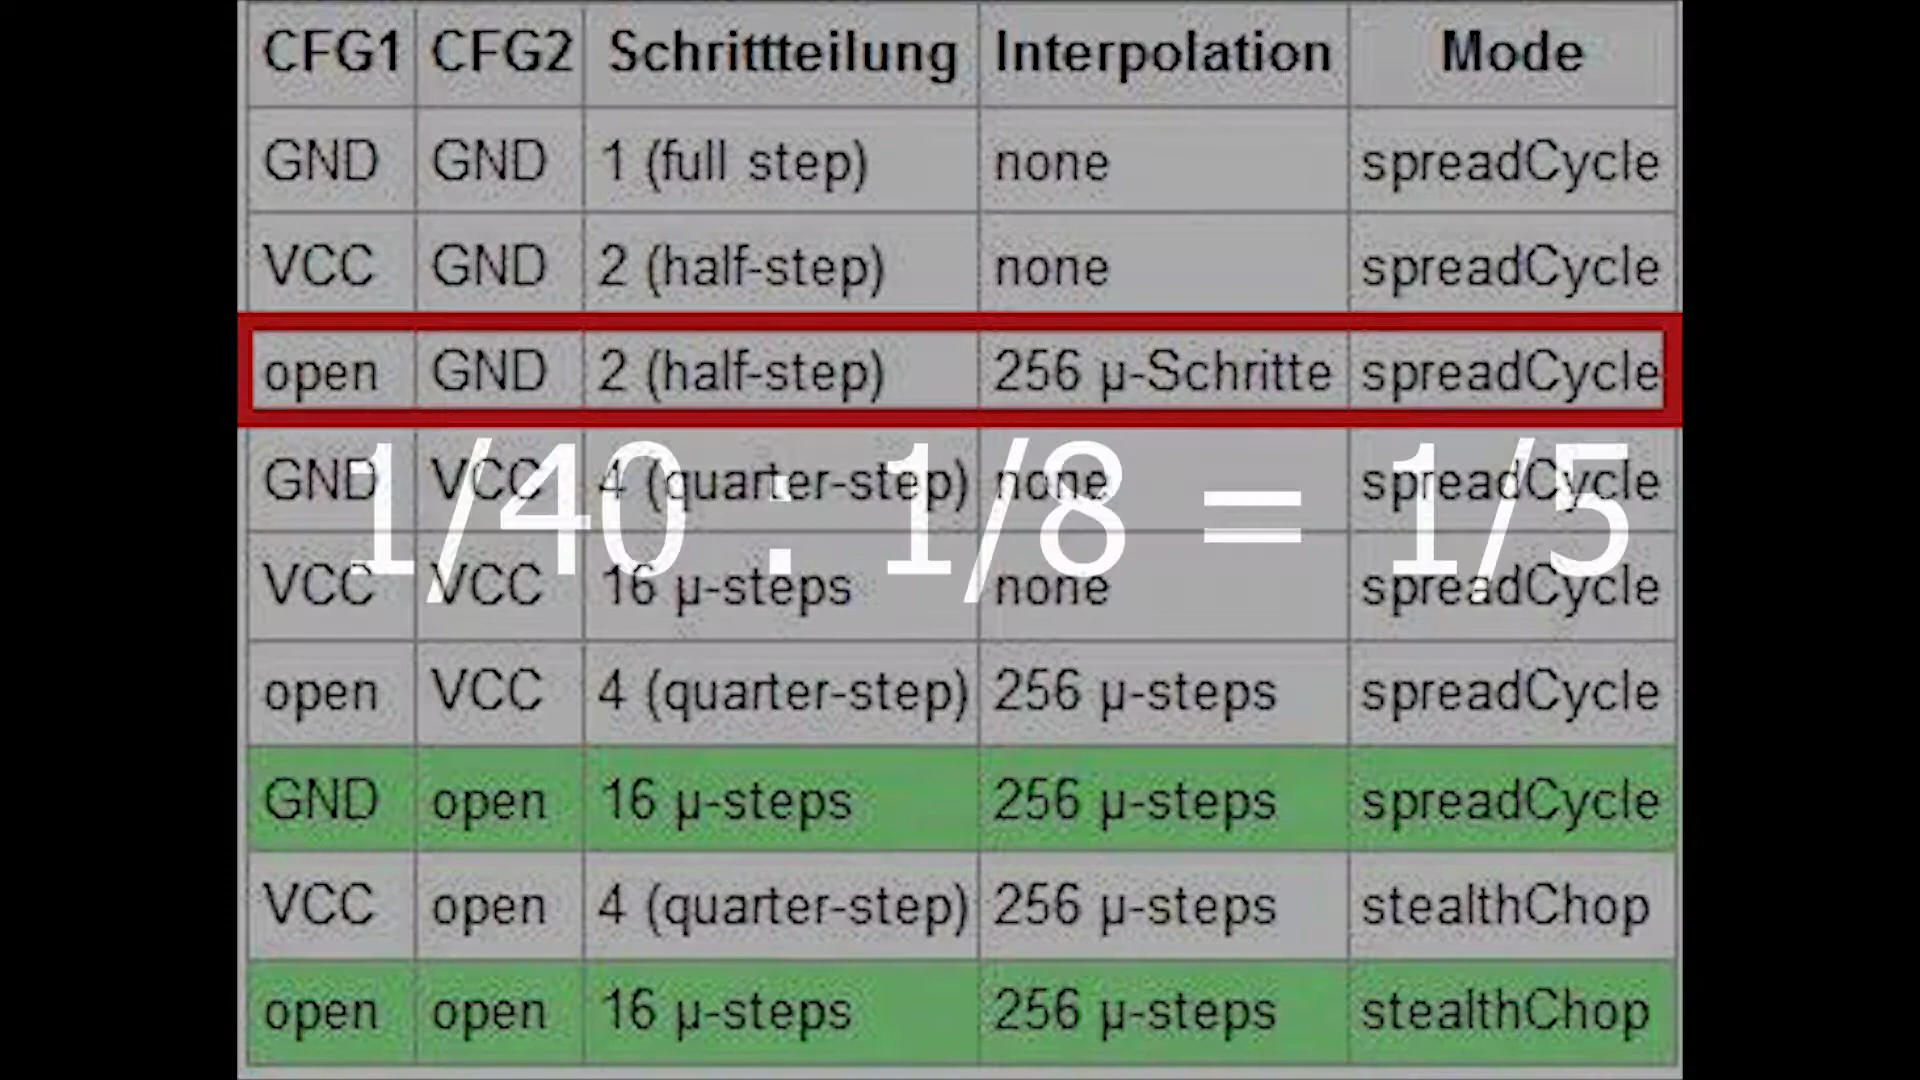 CFG1 CFG2 Schrittteilung Interpolation Mode
GND GND 1 (full step) none spreadCycle
VCC GND 2 (half-step) none spreadCycle
open GND 2 (half-step) 256 µ-Schritte spreadCycle
GND VCC 4 (quarter-step) none spreadCycle
1/40 : 1/8 = 1/5
VCC VCC 16 µ-steps none spreadCycle
open VCC 4 (quarter-step) 256 µ-steps spreadCycle
GND open 16 µ-steps 256 µ-steps spreadCycle
VCC open 4 (quarter-step) 256 µ-steps stealthChop
open open 16 µ-steps 256 µ-steps stealthChop